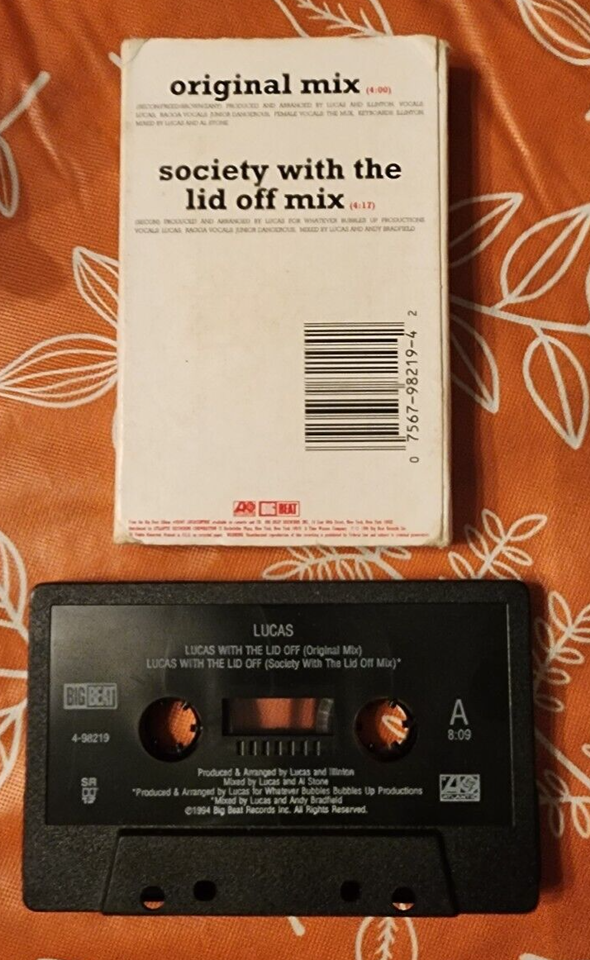 original mix (4:00)
PRODUCED AND ARRANGED BY LUCAS AND ILLINTON. VOCALS:
LUCAS, RAGGA VOCALS: JUNIOR DANGEROUS, FEMALE VOCALS: THE MUK, KEYBOARDS: ILLINTON
MIXED BY LUCAS AND AL STONE
society with the
lid off mix (4:17)
PRODUCED AND ARRANGED BY LUCAS FOR WHATEVER BUBBLES UP PRODUCTIONS
VOCALS: LUCAS, RAGGA VOCALS: JUNIOR DANGEROUS, MIXED BY LUCAS AND ANDY BRADFIELD
0 7567-98219-4 2
ATLANTIC
BIG BEAT
LUCAS
LUCAS WITH THE LID OFF (Original Mix)
LUCAS WITH THE LID OFF (Society With The Lid Off Mix)*
BIG BEAT
A
4-98219
8:09
SR
Produced & Arranged by Lucas and Illinton
Mixed by Lucas and Al Stone
*Produced & Arranged by Lucas for Whatever Bubbles Bubbles Up Productions
*Mixed by Lucas and Andy Bradfield
©1994 Big Beat Records Inc. All Rights Reserved.
ATLANTIC